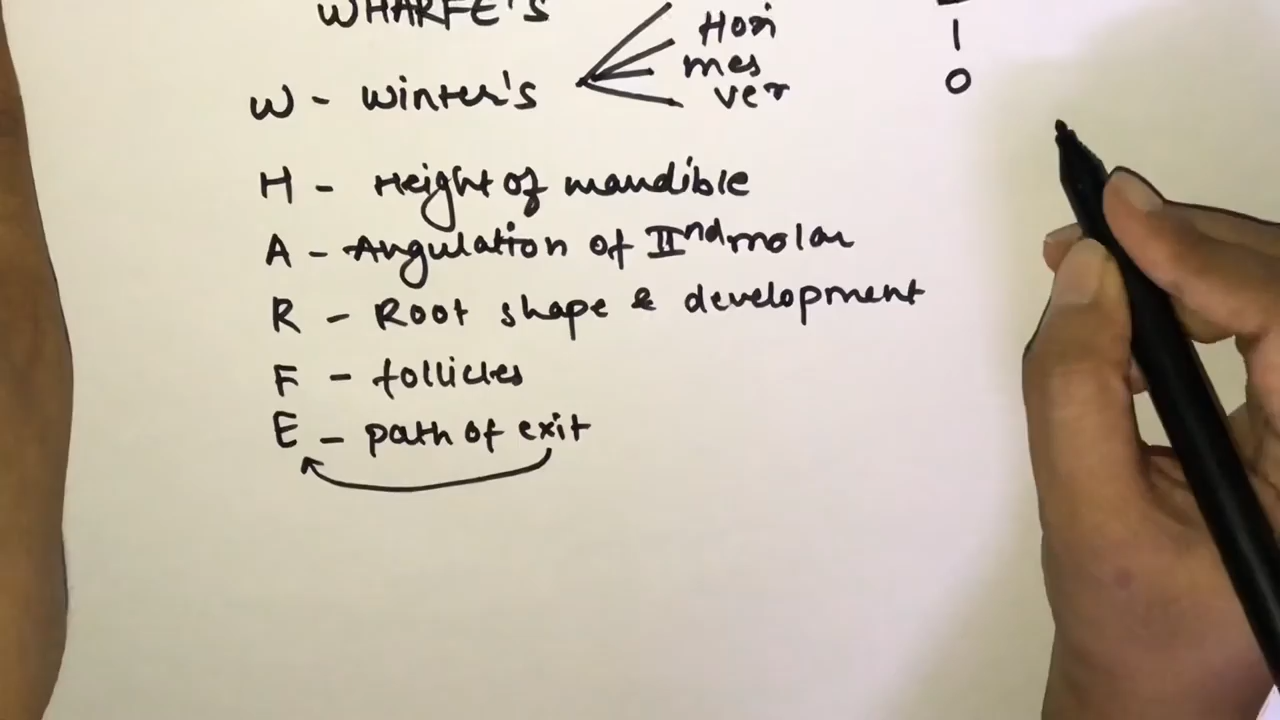 WHARFE'S
Hori
mes 1
W - Winter's ver 0
H - Height of mandible
A - Angulation of IInd molar
R - Root shape & development
F - follicles
E - path of exit